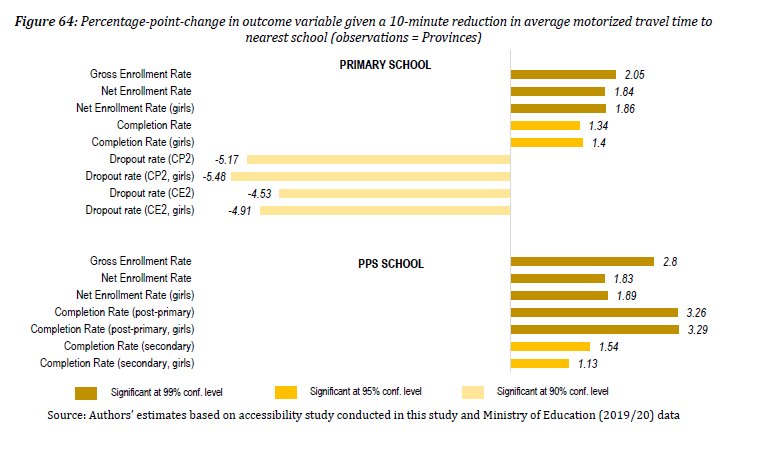 Figure 64: Percentage-point-change in outcome variable given a 10-minute reduction in average motorized travel time to
nearest school (observations = Provinces)
PRIMARY SCHOOL
Gross Enrollment Rate 2.05
Net Enrollment Rate 1.84
Net Enrollment Rate (girls) 1.86
Completion Rate 1.34
Completion Rate (girls) 1.4
Dropout rate (CP2) -5.17
Dropout rate (CP2, girls) -5.48
Dropout rate (CE2) -4.53
Dropout rate (CE2, girls) -4.91
PPS SCHOOL
Gross Enrollment Rate 2.8
Net Enrollment Rate 1.83
Net Enrollment Rate (girls) 1.89
Completion Rate (post-primary) 3.26
Completion Rate (post-primary, girls) 3.29
Completion Rate (secondary) 1.54
Completion Rate (secondary, girls) 1.13
Significant at 99% conf. level Significant at 95% conf. level Significant at 90% conf. level
Source: Authors' estimates based on accessibility study conducted in this study and Ministry of Education (2019/20) data